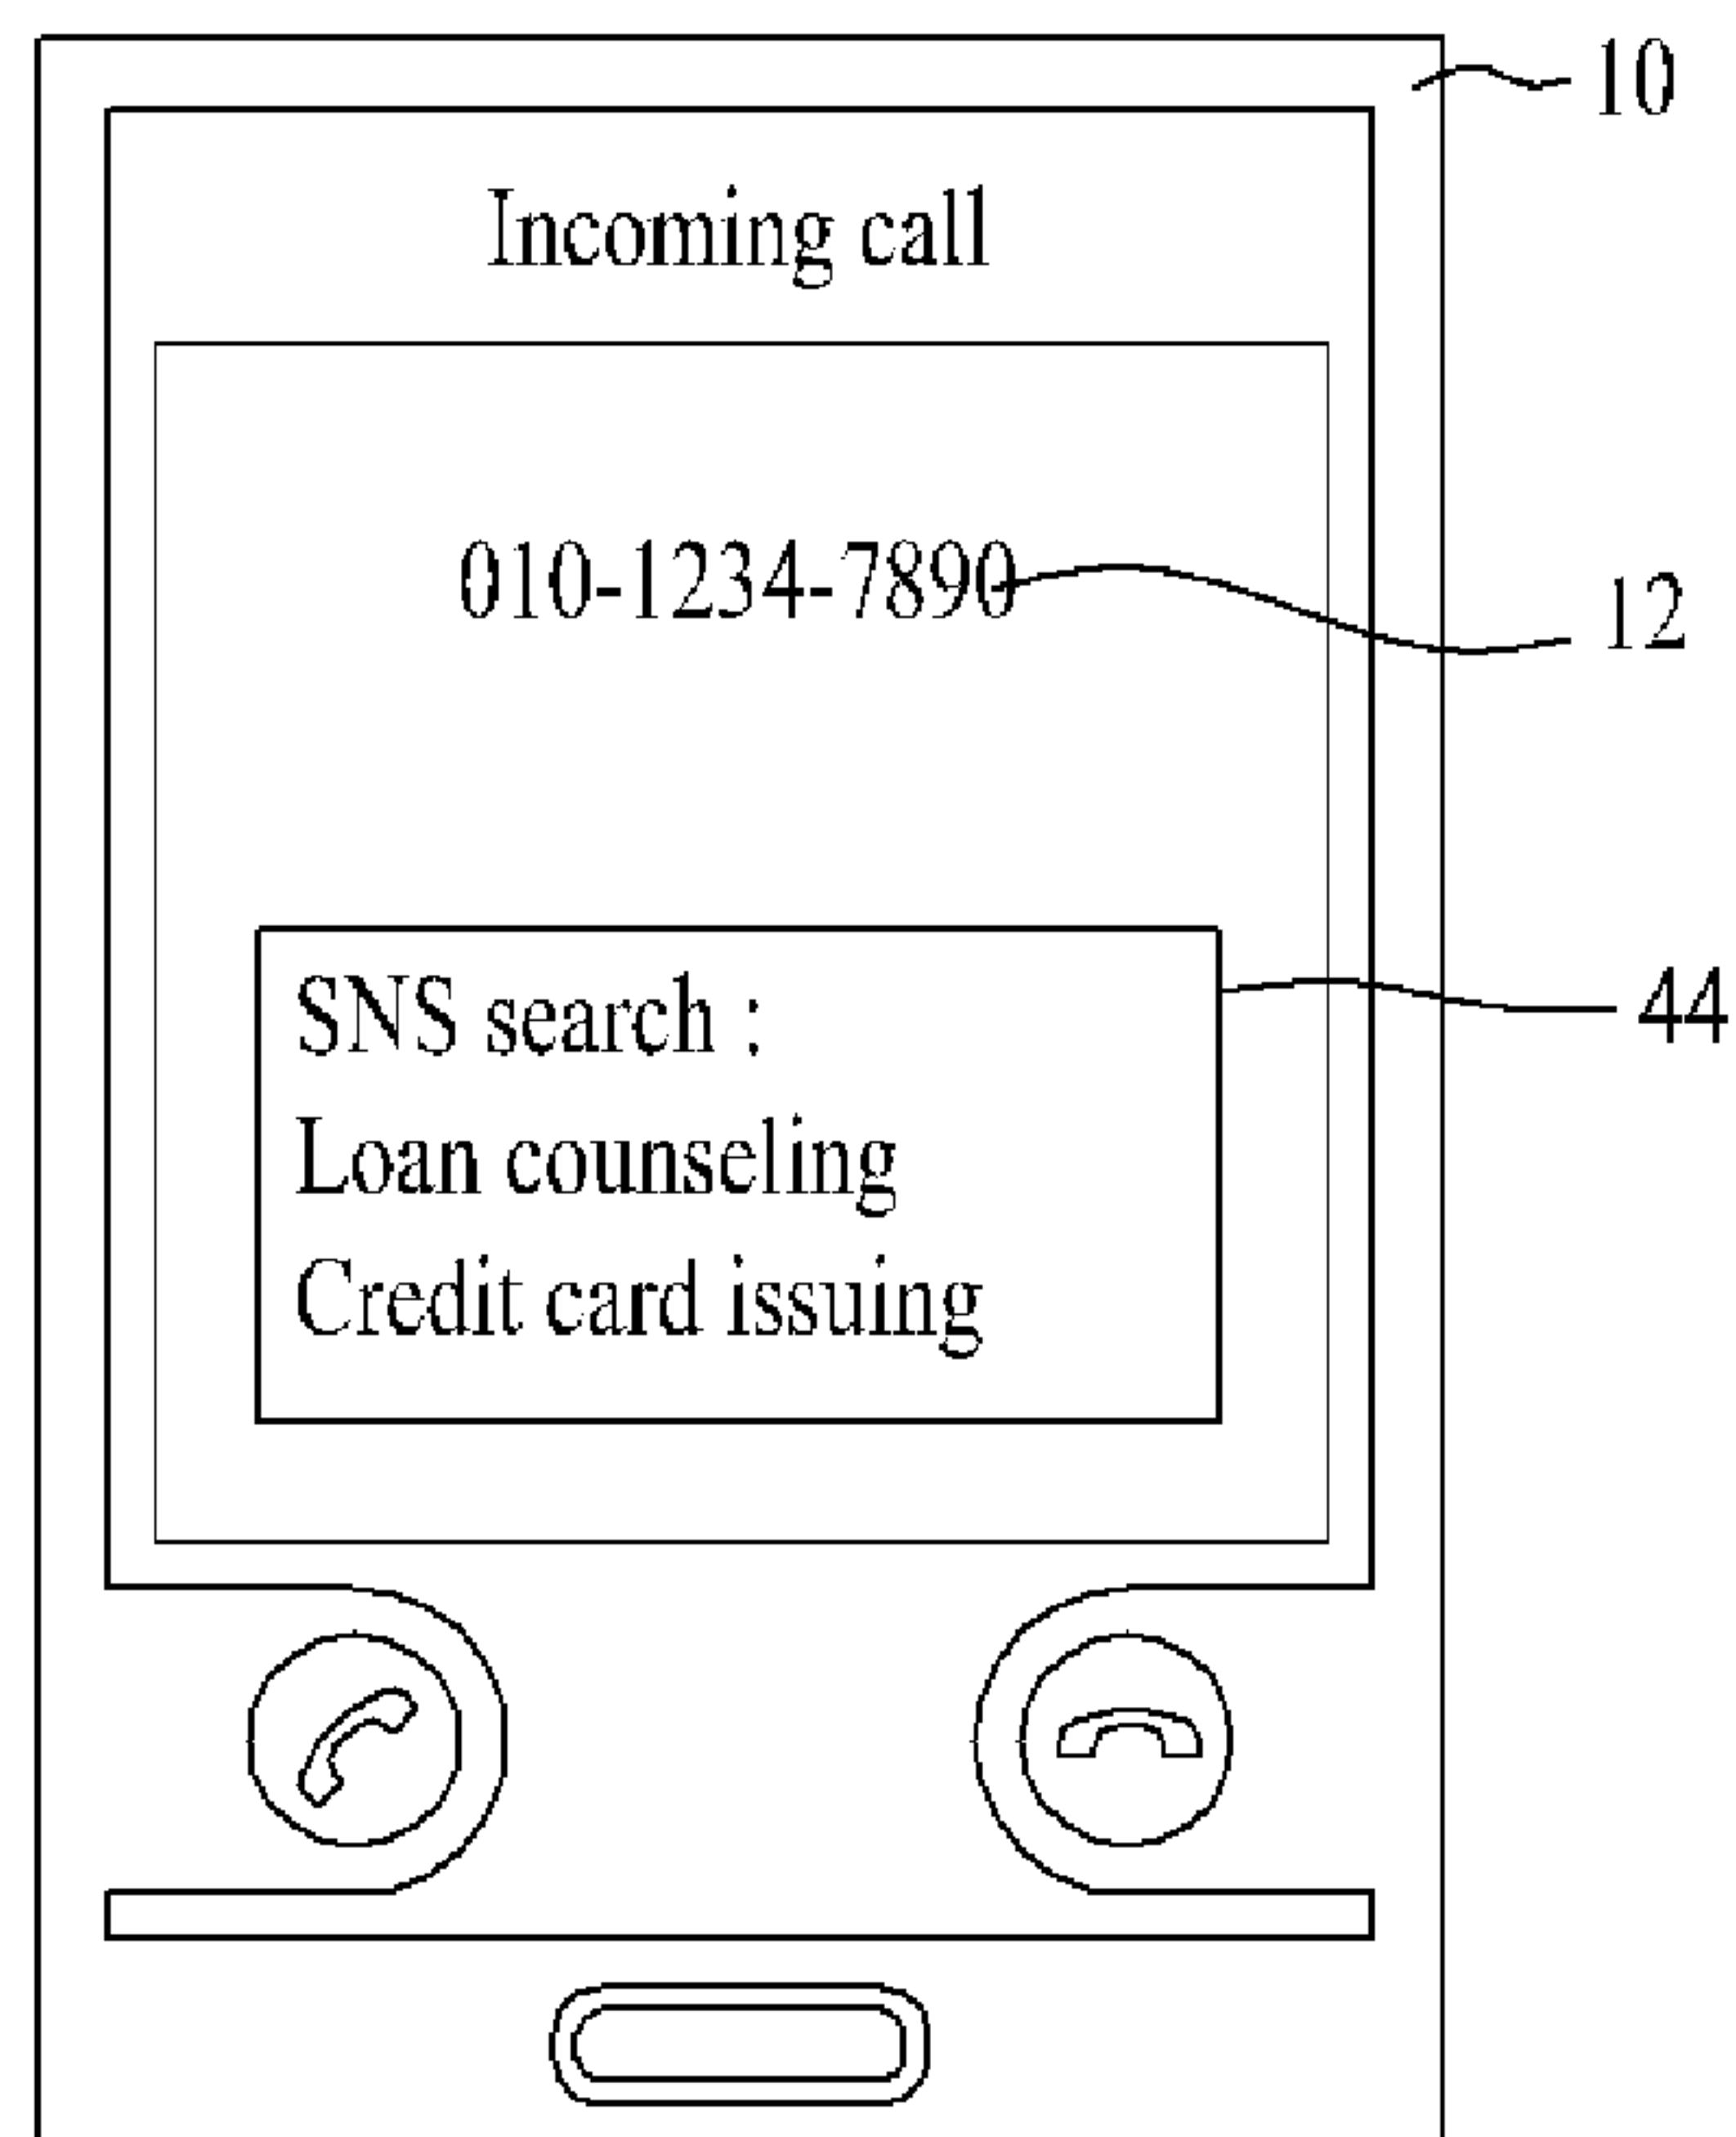 10
Incoming call
010-1234-7890
12
SNS search :
44
Loan counseling
Credit card issuing